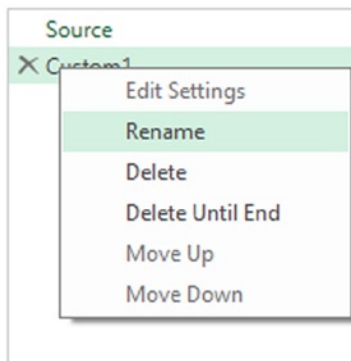 Source
Custom1
Edit Settings
Rename
Delete
Delete Until End
Move Up
Move Down